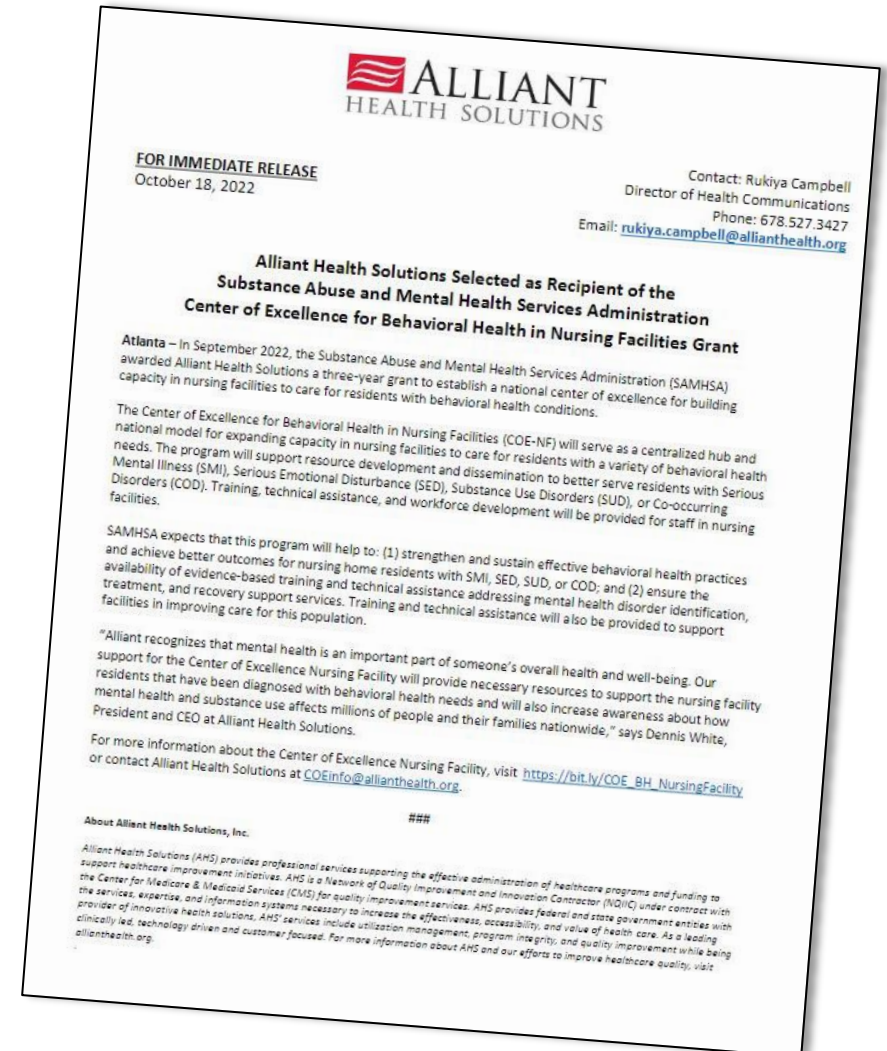 ALLIANT
HEALTH SOLUTIONS
FOR IMMEDIATE RELEASE
October 18, 2022
Contact: Rukiya Campbell
Director of Health Communications
Phone: 678.527.3427
Email: rukiya.campbell@allianthealth.org
Alliant Health Solutions Selected as Recipient of the
Substance Abuse and Mental Health Services Administration
Center of Excellence for Behavioral Health in Nursing Facilities Grant
Atlanta – In September 2022, the Substance Abuse and Mental Health Services Administration (SAMHSA)
awarded Alliant Health Solutions a three-year grant to establish a national center of excellence for building
capacity in nursing facilities to care for residents with behavioral health conditions.
The Center of Excellence for Behavioral Health in Nursing Facilities (COE-NF) will serve as a centralized hub and
national model for expanding capacity in nursing facilities to care for residents with a variety of behavioral health
needs. The program will support resource development and dissemination to better serve residents with Serious
Mental Illness (SMI), Serious Emotional Disturbance (SED), Substance Use Disorders (SUD), or Co-occurring
Disorders (COD). Training, technical assistance, and workforce development will be provided for staff in nursing
facilities.
SAMHSA expects that this program will help to: (1) strengthen and sustain effective behavioral health practices
and achieve better outcomes for nursing home residents with SMI, SED, SUD, or COD; and (2) ensure the
availability of evidence-based training and technical assistance addressing mental health disorder identification,
treatment, and recovery support services. Training and technical assistance will also be provided to support
facilities in improving care for this population.
"Alliant recognizes that mental health is an important part of someone's overall health and well-being. Our
support for the Center of Excellence Nursing Facility will provide necessary resources to support the nursing facility
residents that have been diagnosed with behavioral health needs and will also increase awareness about how
mental health and substance use affects millions of people and their families nationwide," says Dennis White,
President and CEO at Alliant Health Solutions.
For more information about the Center of Excellence Nursing Facility, visit https://bit.ly/COE_BH_NursingFacility
or contact Alliant Health Solutions at COEinfo@allianthealth.org.
###
About Alliant Health Solutions, Inc.
Alliant Health Solutions (AHS) provides professional services supporting the effective administration of healthcare programs and funding to
support healthcare improvement initiatives. AHS is a Network of Quality Improvement and Innovation Contractor (NQIIC) under contract with
the Center for Medicare & Medicaid Services (CMS) for quality improvement services. AHS provides federal and state government entities with
the services, expertise, and information systems necessary to increase the effectiveness, accessibility, and value of health care. As a leading
provider of innovative health solutions, AHS' services include utilization management, program integrity, and quality improvement while being
clinically led, technology driven and customer focused. For more information about AHS and our efforts to improve healthcare quality, visit
allianthealth.org.